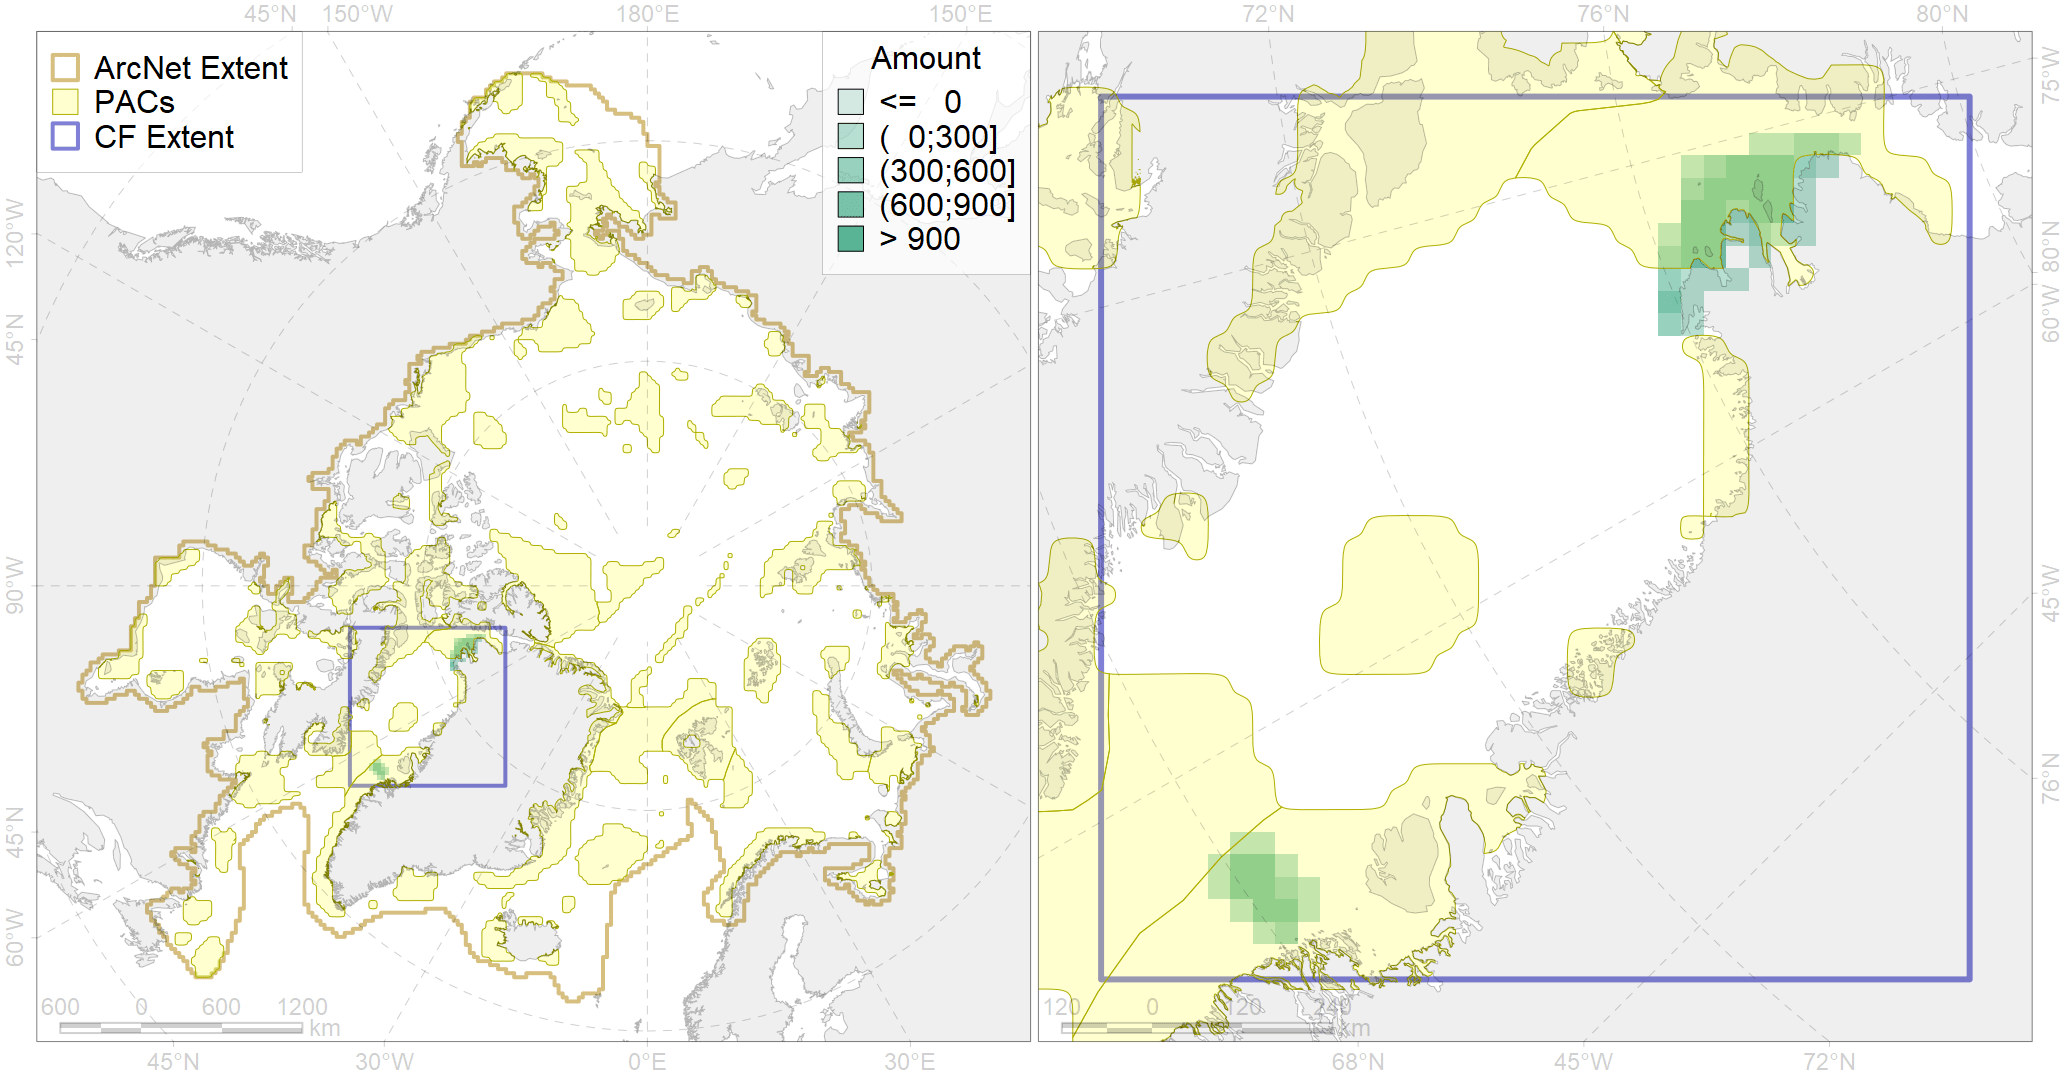 45°N 150°W 180°E 150°E 72°N 76°N 80°N
ArcNet Extent
PACs
CF Extent
Amount
<= 0
( 0;300]
(300;600]
(600;900]
> 900
120°W
45°N
90°W
45°N
60°W
75°W
80°N
60°W
45°W
76°N
600 0 600 1200
km
120 0 120 240
km
45°N 30°W 0°E 30°E 68°N 45°W 72°N